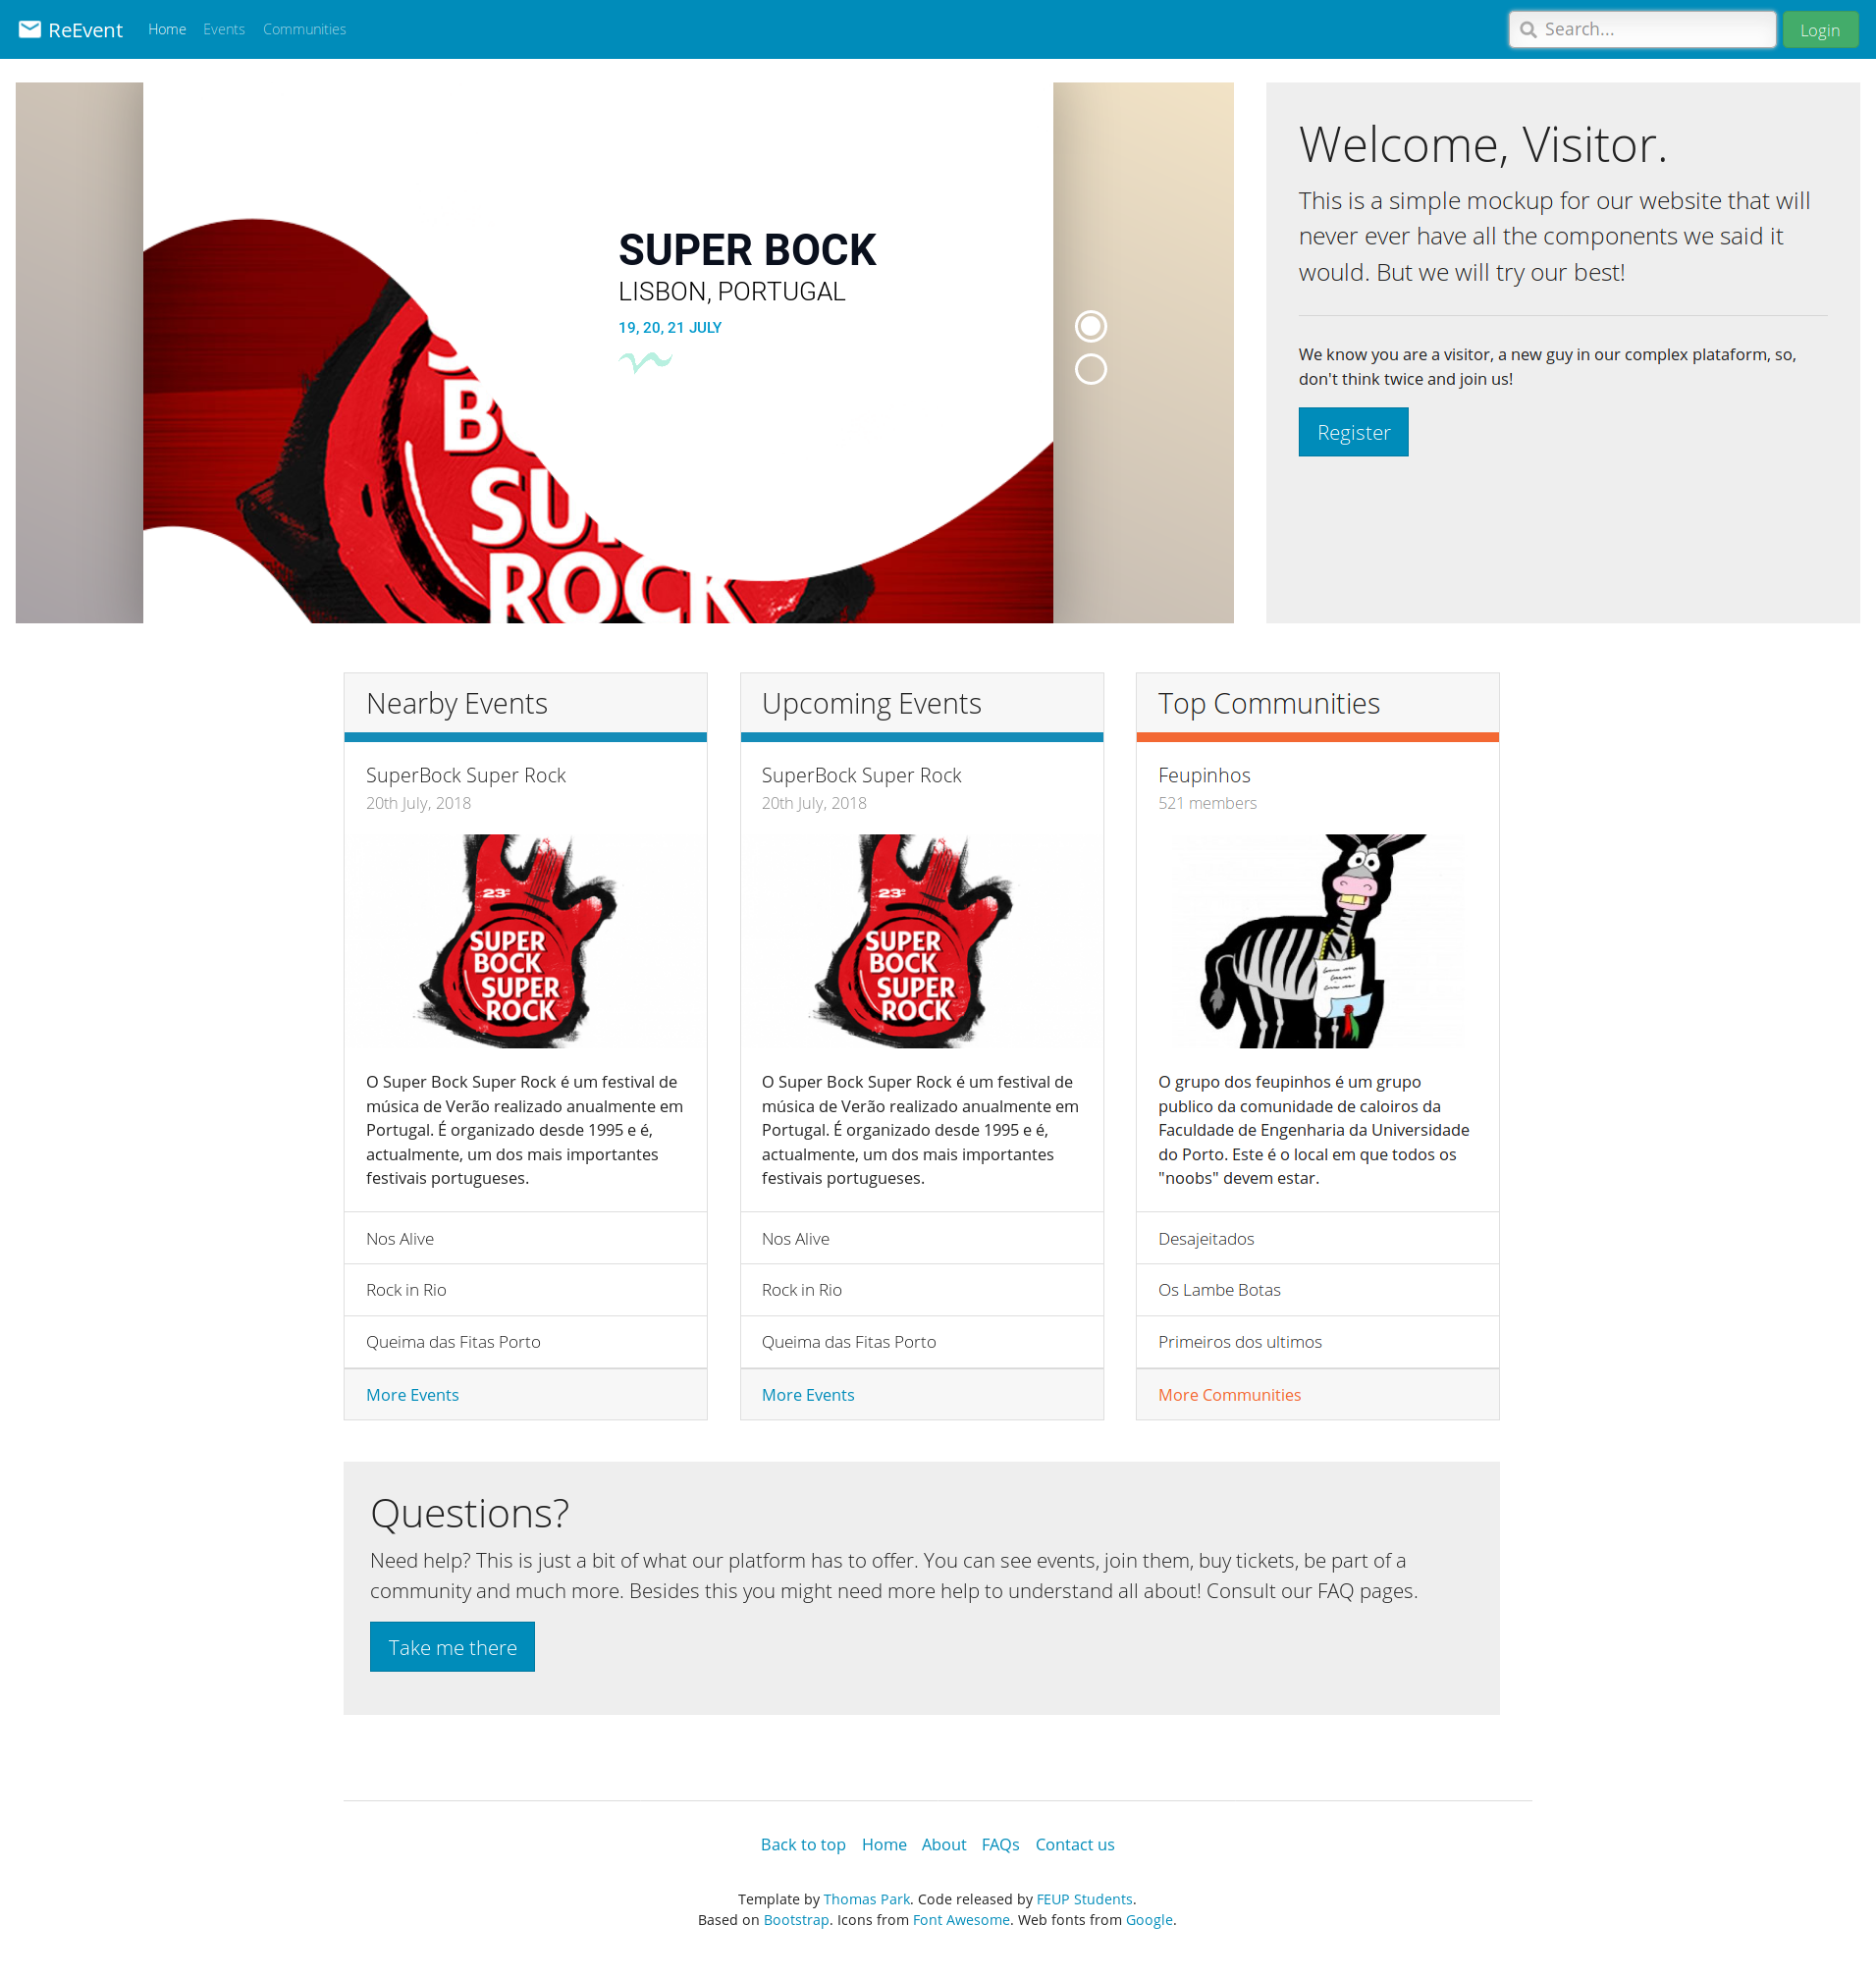 ReEvent Home Events Communities Search... Login
SUPER BOCK
LISBON, PORTUGAL
19, 20, 21 JULY
SU
ROCK
Welcome, Visitor.
This is a simple mockup for our website that will
never ever have all the components we said it
would. But we will try our best!
We know you are a visitor, a new guy in our complex plataform, so,
don't think twice and join us!
Register
Nearby Events
SuperBock Super Rock
20th July, 2018
23º
SUPER
BOCK
SUPER
ROCK
O Super Bock Super Rock é um festival de
música de Verão realizado anualmente em
Portugal. É organizado desde 1995 e é,
actualmente, um dos mais importantes
festivais portugueses.
Nos Alive
Rock in Rio
Queima das Fitas Porto
More Events
Upcoming Events
SuperBock Super Rock
20th July, 2018
23º
SUPER
BOCK
SUPER
ROCK
O Super Bock Super Rock é um festival de
música de Verão realizado anualmente em
Portugal. É organizado desde 1995 e é,
actualmente, um dos mais importantes
festivais portugueses.
Nos Alive
Rock in Rio
Queima das Fitas Porto
More Events
Top Communities
Feupinhos
521 members
O grupo dos feupinhos é um grupo
publico da comunidade de caloiros da
Faculdade de Engenharia da Universidade
do Porto. Este é o local em que todos os
"noobs" devem estar.
Desajeitados
Os Lambe Botas
Primeiros dos ultimos
More Communities
Questions?
Need help? This is just a bit of what our platform has to offer. You can see events, join them, buy tickets, be part of a
community and much more. Besides this you might need more help to understand all about! Consult our FAQ pages.
Take me there
Back to top Home About FAQs Contact us
Template by Thomas Park. Code released by FEUP Students.
Based on Bootstrap. Icons from Font Awesome. Web fonts from Google.